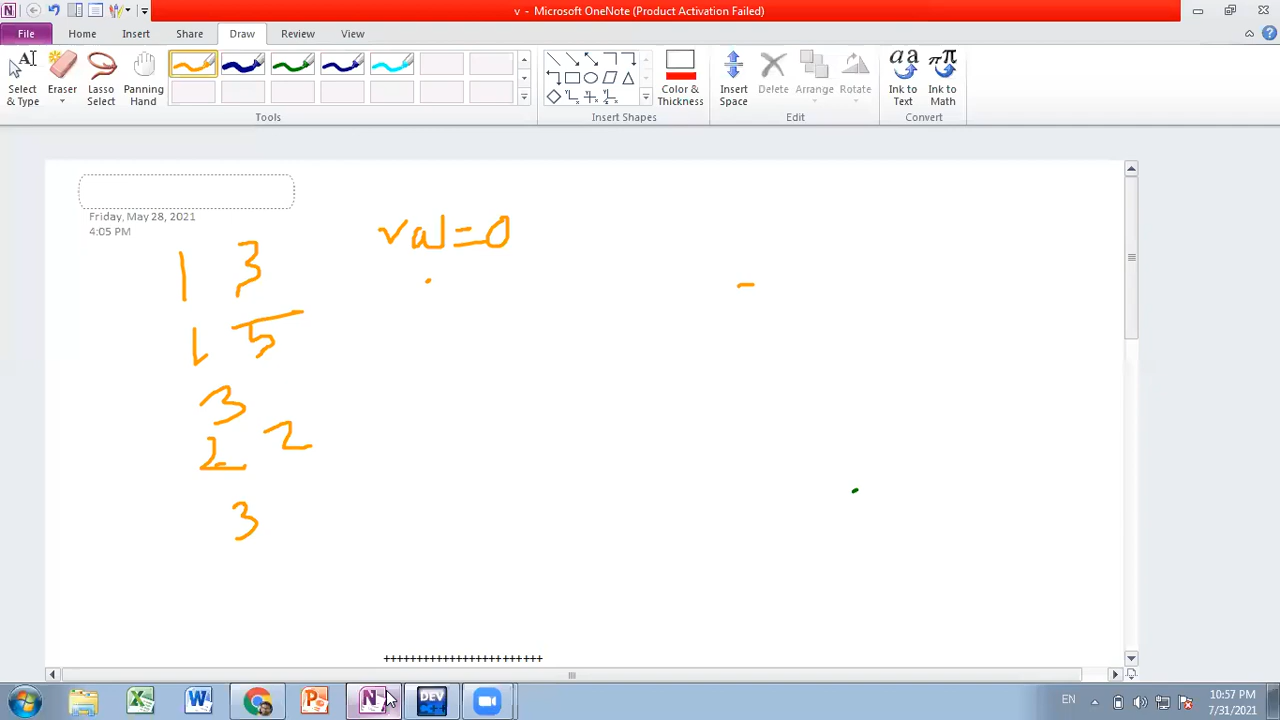 v - Microsoft OneNote (Product Activation Failed)
File Home Insert Share Draw Review View
Select & Type
Eraser
Lasso Select
Panning Hand
Color & Thickness
Insert Space
Delete
Arrange
Rotate
Ink to Text
Ink to Math
Tools
Insert Shapes
Edit
Convert
Friday, May 28, 2021
4:05 PM
val=0
1 3
1 5
3
2 2
3
++++++++++++++++++++++++
EN
10:57 PM
7/31/2021
DEV